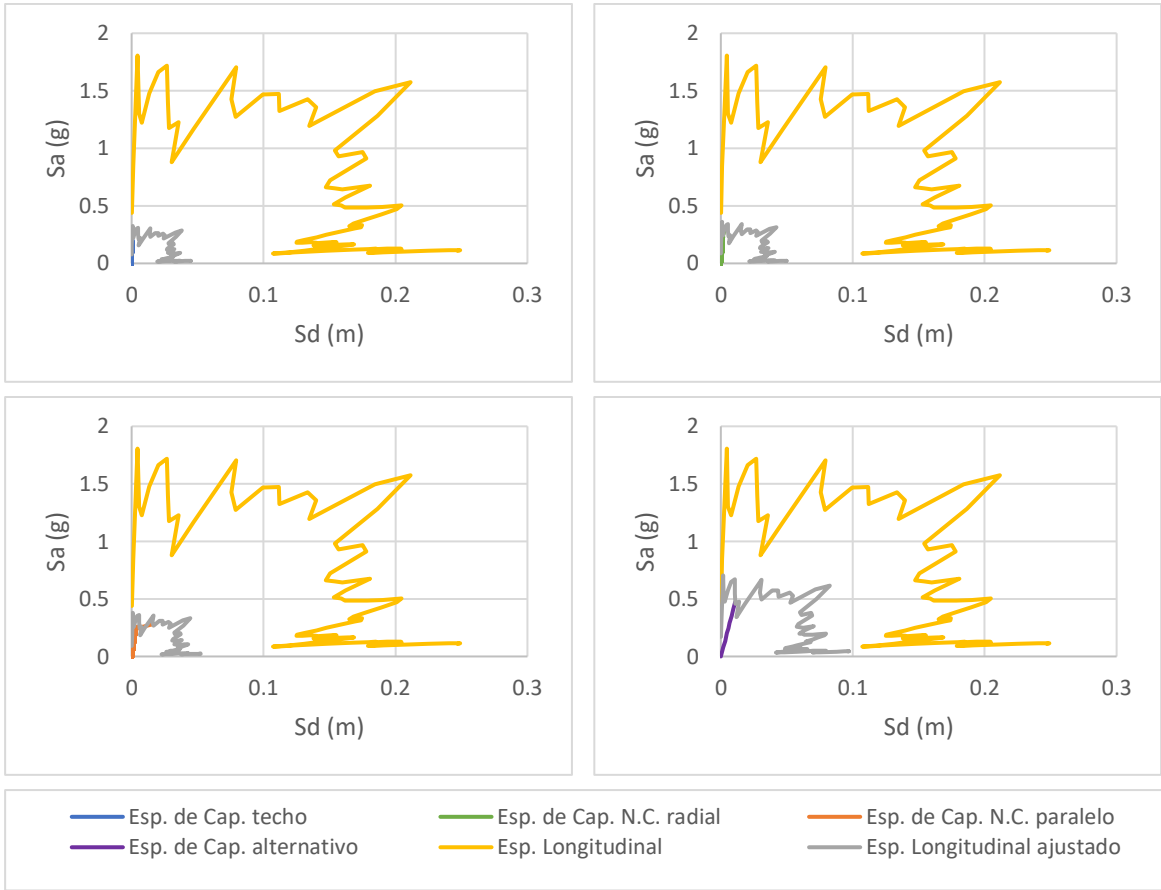 2
1.5
1
0.5
0
Sa (g)
0 0.1 0.2 0.3
Sd (m)
2
1.5
1
0.5
0
Sa (g)
0 0.1 0.2 0.3
Sd (m)
2
1.5
1
0.5
0
Sa (g)
0 0.1 0.2 0.3
Sd (m)
2
1.5
1
0.5
0
Sa (g)
0 0.1 0.2 0.3
Sd (m)
Esp. de Cap. techo Esp. de Cap. N.C. radial Esp. de Cap. N.C. paralelo
Esp. de Cap. alternativo Esp. Longitudinal Esp. Longitudinal ajustado